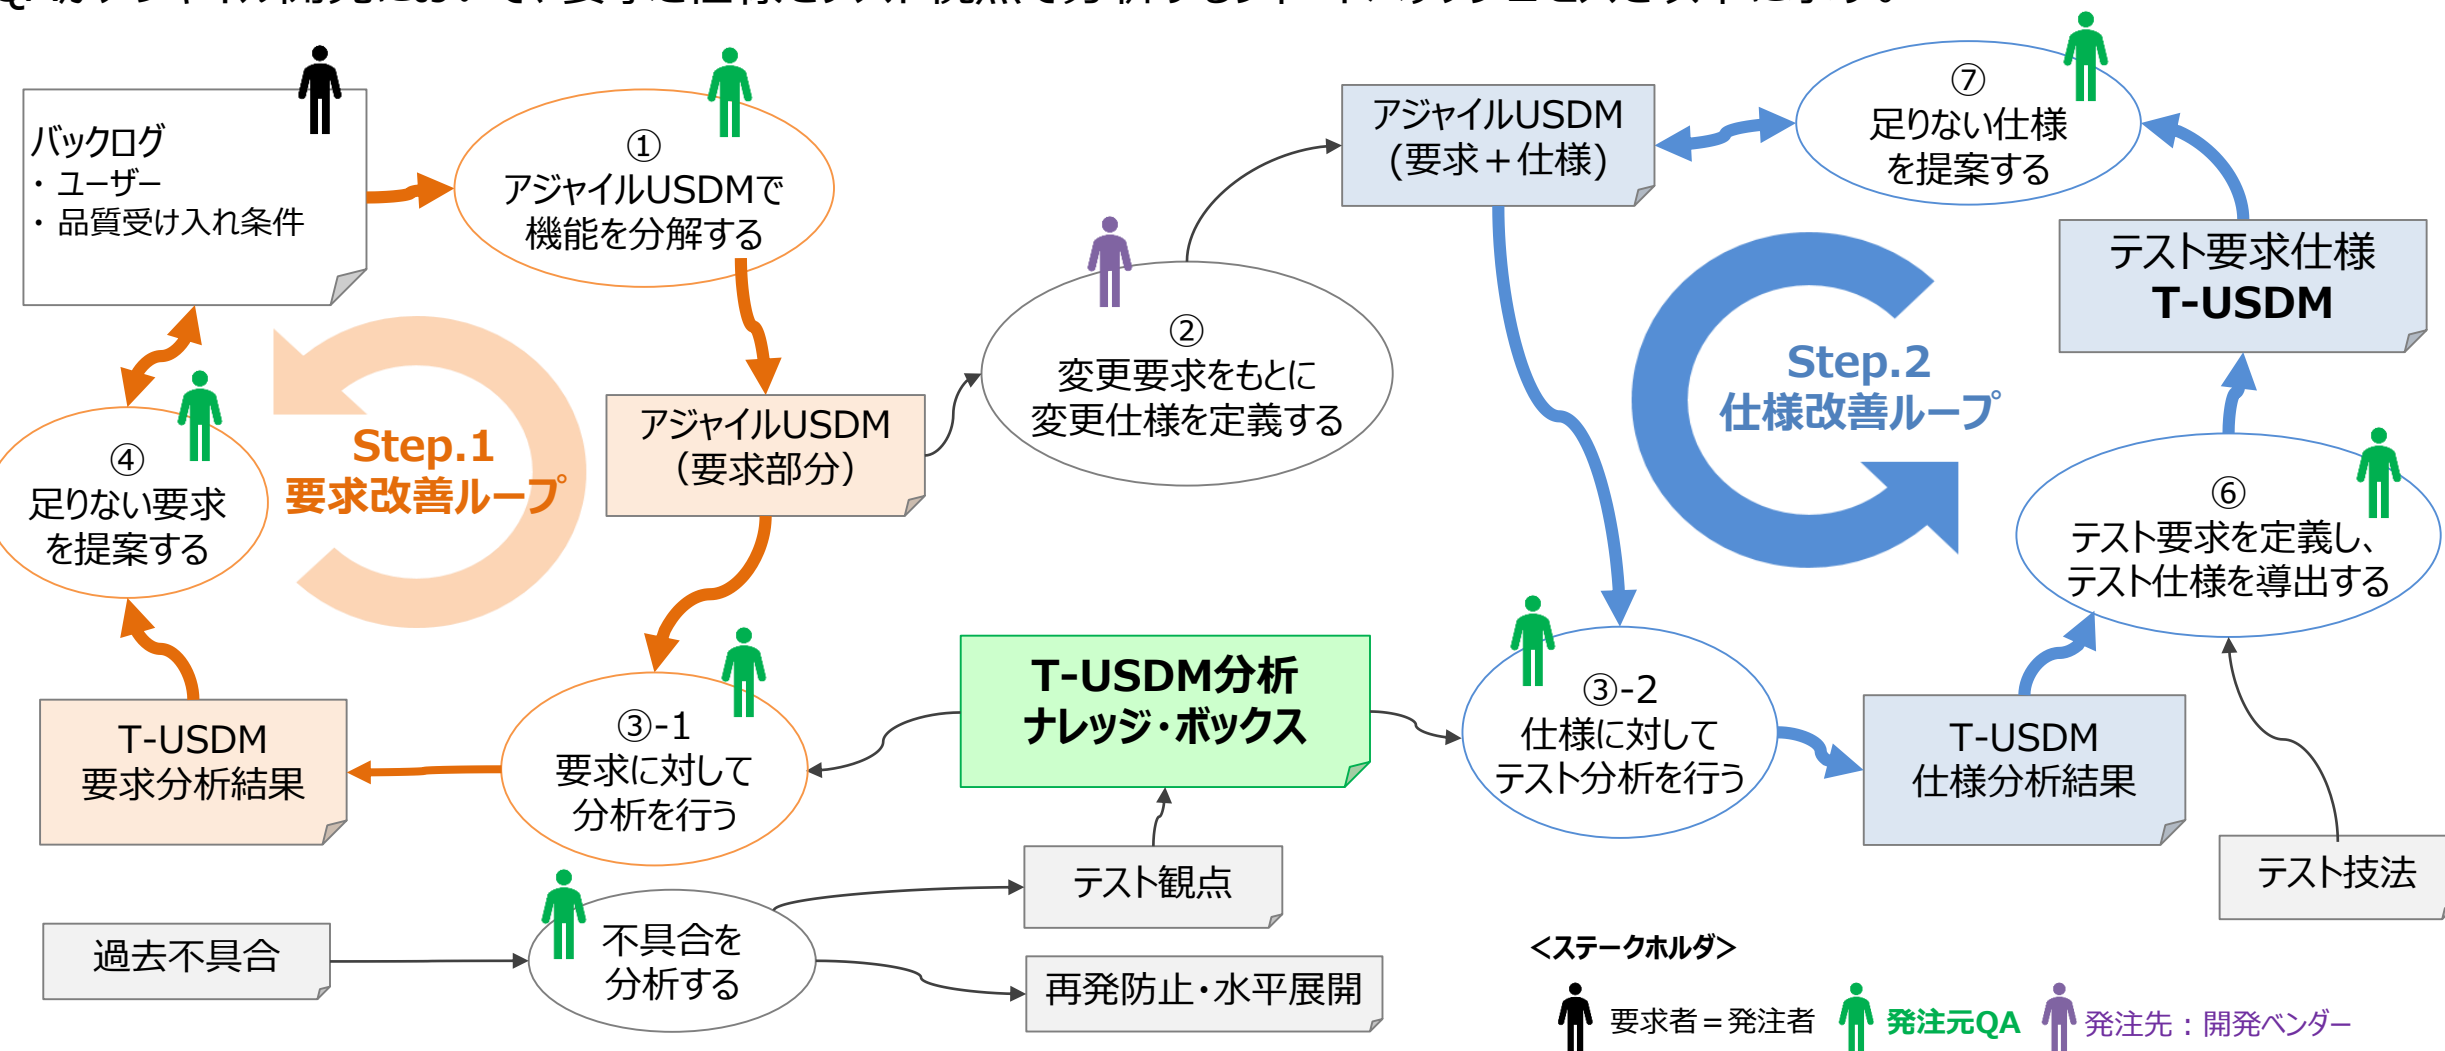 バックログ
・ ユーザー
・ 品質受け入れ条件
①
アジャイルUSDMで
機能を分解する
アジャイルUSDM
（要求部分）
②
変更要求をもとに
変更仕様を定義する
アジャイルUSDM
(要求＋仕様)
⑦
足りない仕様
を提案する
テスト要求仕様
T-USDM
Step.1
要求改善ループ
Step.2
仕様改善ループ
④
足りない要求
を提案する
⑥
テスト要求を定義し、
テスト仕様を導出する
T-USDM
要求分析結果
③-1
要求に対して
分析を行う
T-USDM分析
ナレッジ・ボックス
③-2
仕様に対して
テスト分析を行う
T-USDM
仕様分析結果
テスト技法
テスト観点
過去不具合
不具合を
分析する
再発防止・水平展開
＜ステークホルダ＞
要求者＝発注者
発注元QA
発注先：開発ベンダー